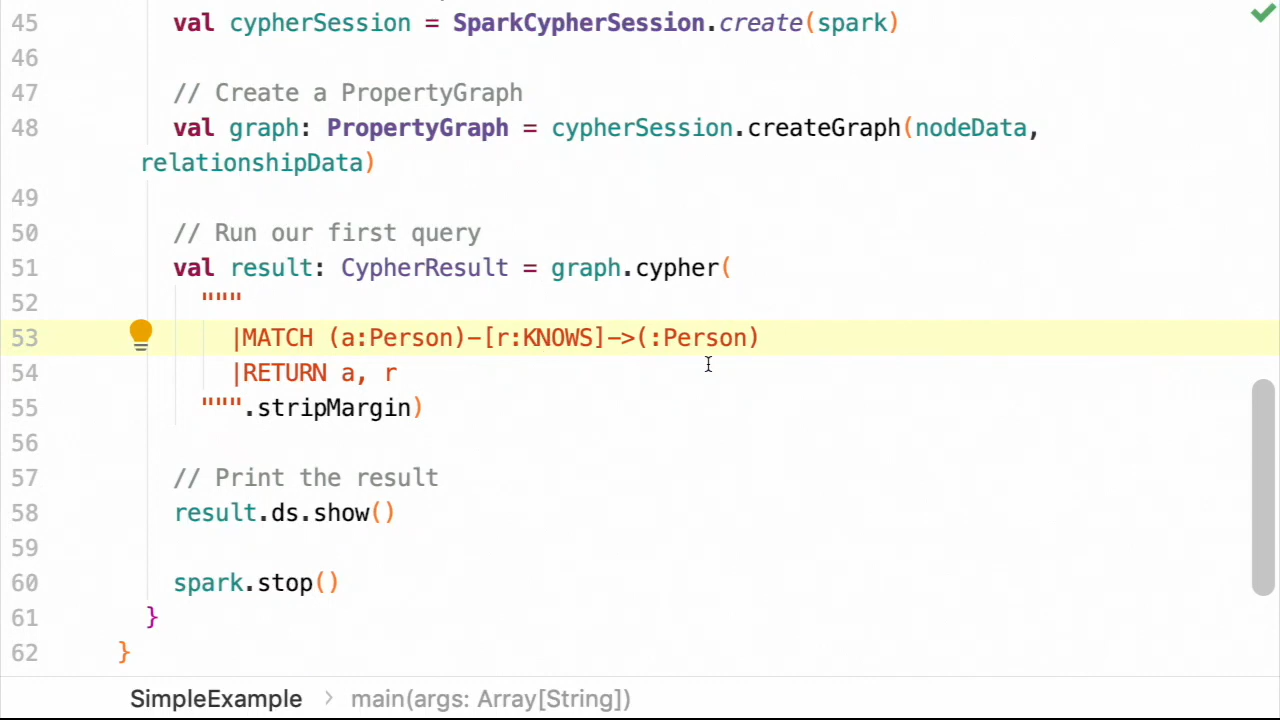 45 val cypherSession = SparkCypherSession.create(spark)
46
47 // Create a PropertyGraph
48 val graph: PropertyGraph = cypherSession.createGraph(nodeData,
relationshipData)
49
50 // Run our first query
51 val result: CypherResult = graph.cypher(
52 """
53 |MATCH (a:Person)-[r:KNOWS]->(:Person)
54 |RETURN a, r
55 """.stripMargin)
56
57 // Print the result
58 result.ds.show()
59
60 spark.stop()
61 }
62 }
SimpleExample > main(args: Array[String])